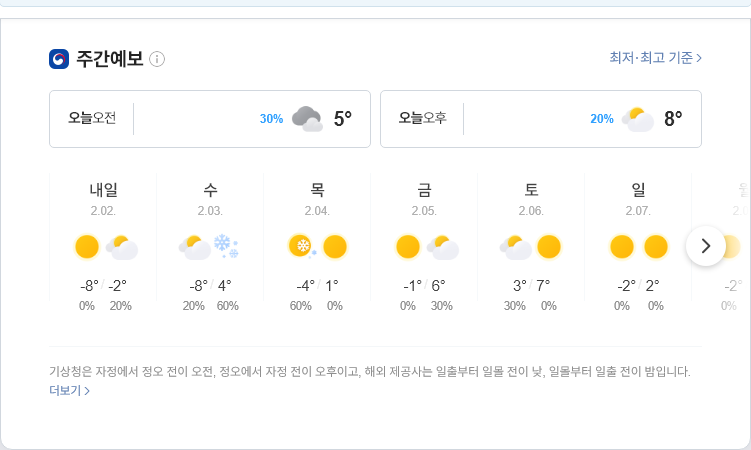 주간예보
최저·최고 기준
오늘오전 30% 5°
오늘오후 20% 8°
내일 수 목 금 토 일
2.02. 2.03. 2.04. 2.05. 2.06. 2.07.
-8°/-2° -8°/4° -4°/1° -1°/6° 3°/7° -2°/2° -2°
0% 20% 20% 60% 60% 0% 0% 30% 30% 0% 0% 0% 0%
기상청은 자정에서 정오 전이 오전, 정오에서 자정 전이 오후이고, 해외 제공사는 일출부터 일몰 전이 낮, 일몰부터 일출 전이 밤입니다.
더보기